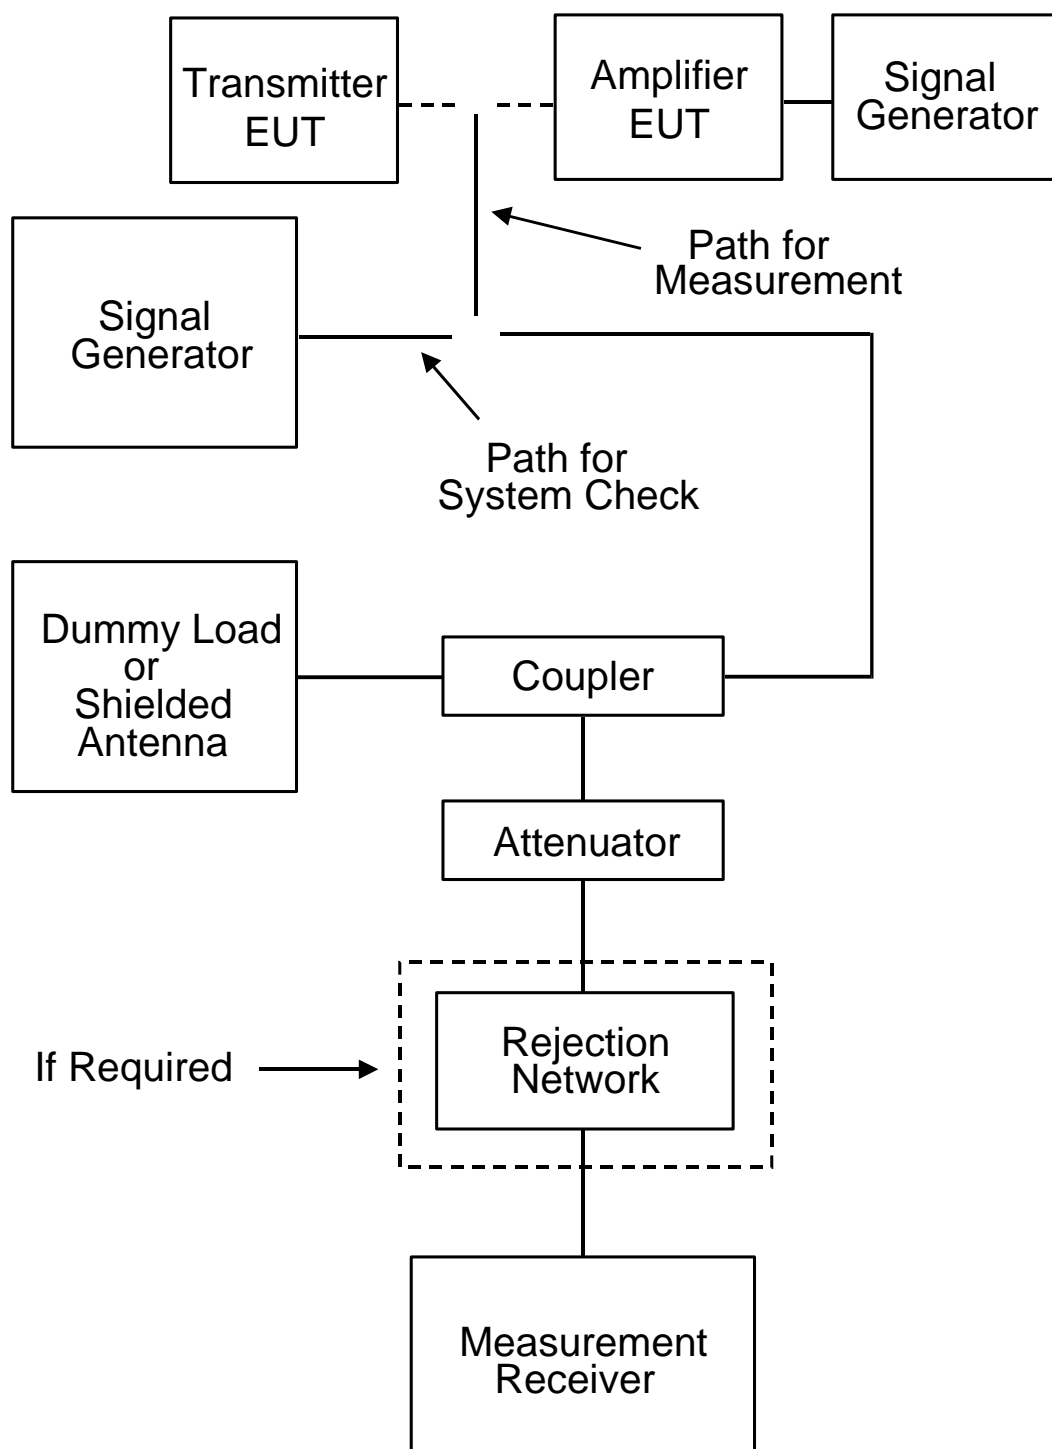 Transmitter
EUT
Amplifier
EUT
Signal
Generator
Path for
Measurement
Signal
Generator
Path for
System Check
Dummy Load
or
Shielded
Antenna
Coupler
Attenuator
Rejection
Network
If Required
Measurement
Receiver